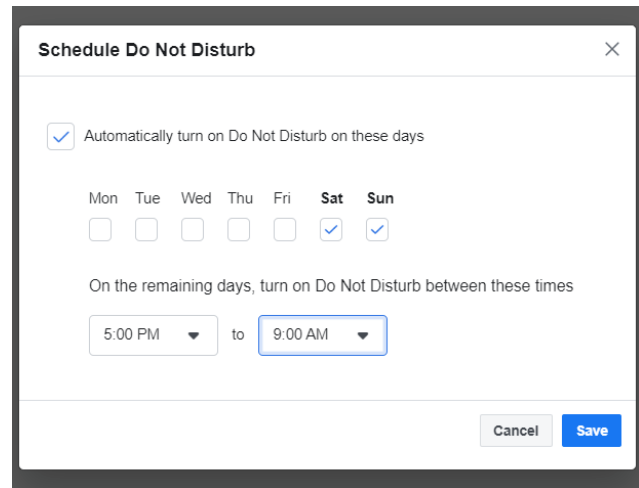 Schedule Do Not Disturb
Automatically turn on Do Not Disturb on these days
Mon Tue Wed Thu Fri Sat Sun
On the remaining days, turn on Do Not Disturb between these times
5:00 PM to 9:00 AM
Cancel Save